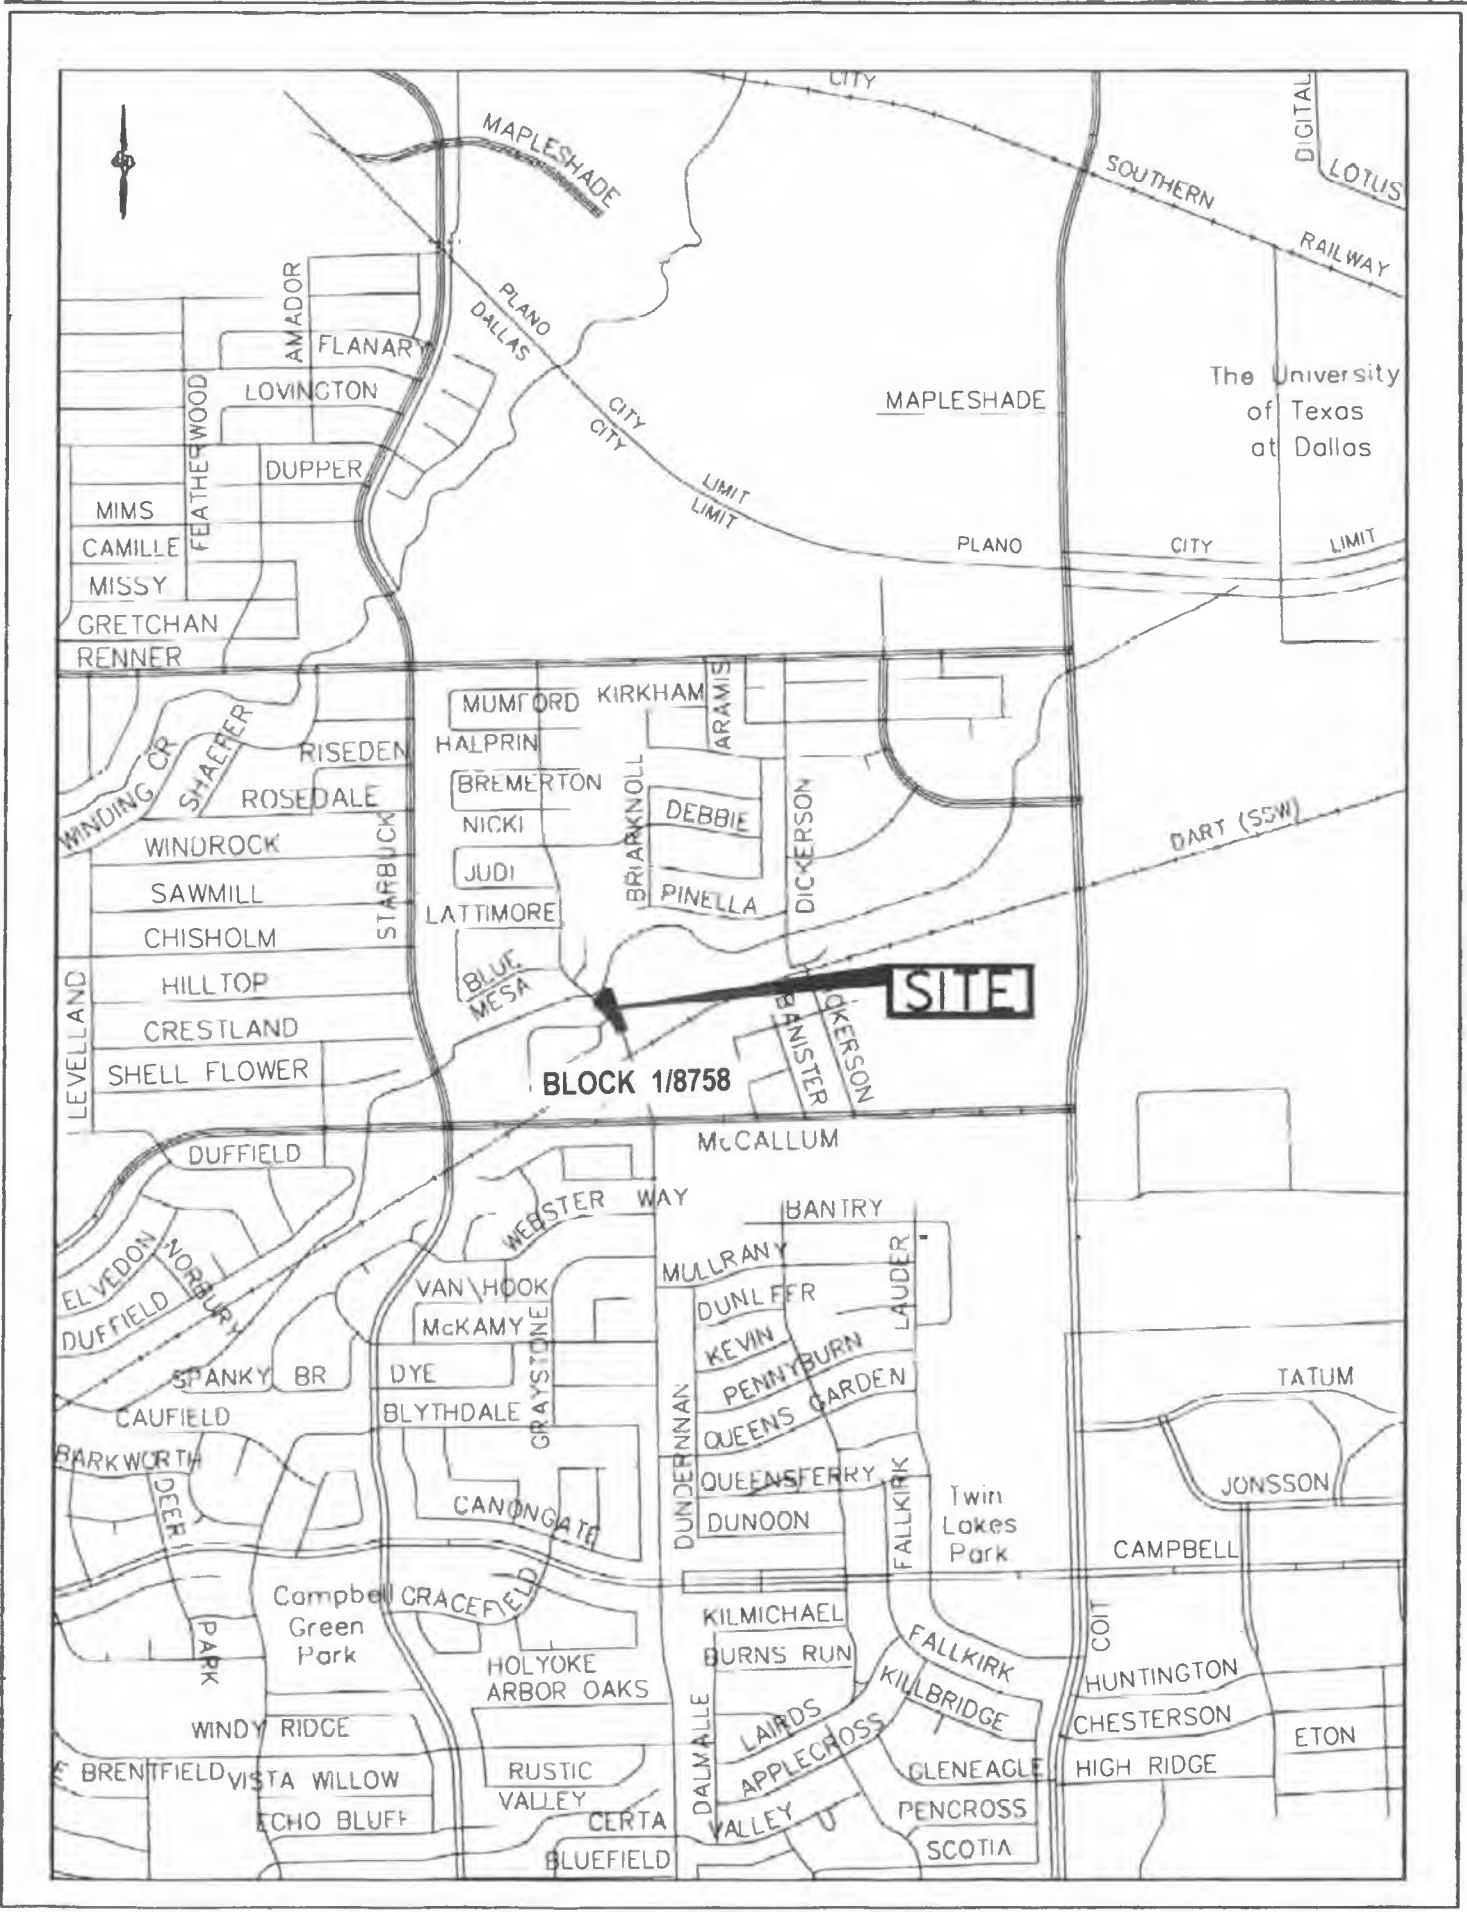 CITY
DIGITAL
MAPLESHADE
SOUTHERN
LOTUS
RAILWAY
AMADOR
PLANO
DALLAS
FLANAR
LOVINGTON
CITY
CITY
MAPLESHADE
The University
of Texas
at Dallas
FEATHERWOOD
DUPPER
LIMIT
LIMIT
MIMS
CAMILLE
PLANO
CITY
LIMIT
MISSY
GRETCHAN
RENNER
MUMFORD
KIRKHAM
ARAMIS
WINDING CR
SHAEFER
RISEDEN
HALPRIN
ROSEDALE
BREMERTON
BRIARKNOLL
DEBBIE
DICKERSON
DART (SSW)
WINDROCK
STARBUCK
NICKI
SAWMILL
JUDI
PINELLA
CHISHOLM
LATTIMORE
LEVELLAND
HILLTOP
BLUE
MESA
SITE
CRESTLAND
BANISTER
SHELL FLOWER
BLOCK 1/8758
McCALLUM
DUFFIELD
WEBSTER WAY
BANTRY
ELVEDON
NORBURY
DUFFIELD
MULLRANY
LAUDER
VAN HOOK
DUNLEER
McKAMY
GRAYSTONE
KEVIN
SPANKY BR
DYE
PENNYBURN
TATUM
CAUFIELD
BLYTHDALE
DUNDERNNAN
QUEENS GARDEN
BARKWORTH
DEER
QUEENSFERRY
FALLKIRK
Twin
Lakes
Park
JONSSON
CANONGATE
DUNOON
CAMPBELL
Campbell
Green
Park
GRACEFIELD
PARK
KILMICHAEL
COIT
BURNS RUN
FALLKIRK
HOLYOKE
ARBOR OAKS
KILLBRIDGE
HUNTINGTON
WINDY RIDGE
DALMALLE
LAIRDS
CHESTERSON
ETON
BRENTFIELD
VISTA WILLOW
RUSTIC
VALLEY
APPLECROSS
GLENEAGLE
HIGH RIDGE
ECHO BLUFF
CERTA
VALLEY
PENCROSS
BLUEFIELD
SCOTIA